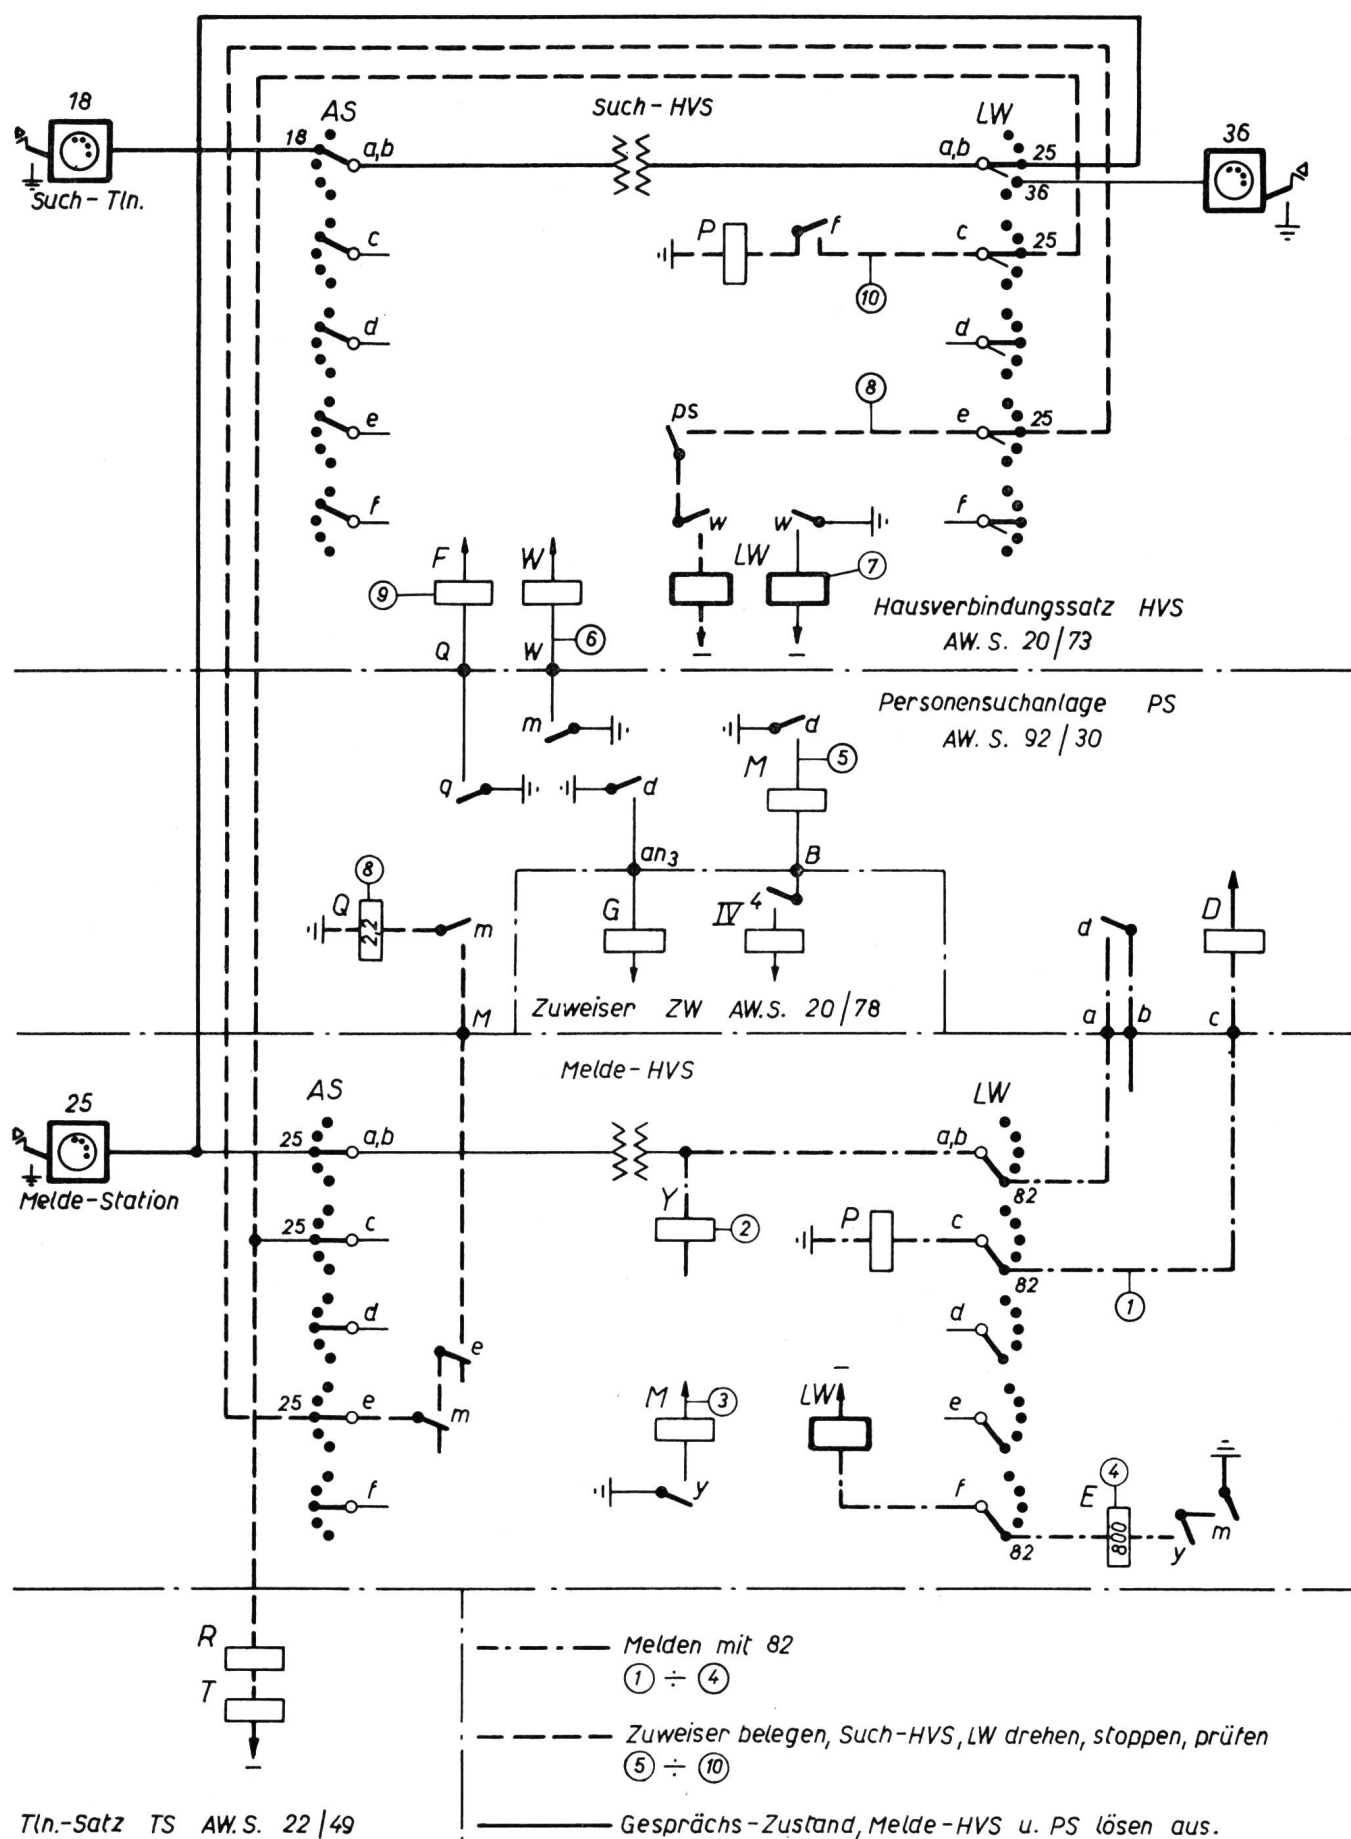 18
AS
Such-HVS
LW
36
18
a,b
a,b
25
36
Such-Tln.
c
P
f
c
25
10
d
d
8
e
ps
e
25
f
w
w
f
F
W
LW
7
9
Hausverbindungssatz HVS
AW. S. 20/73
Q
W
6
Personensuchanlage PS
AW. S. 92/30
m
d
M
5
q
d
an3
B
8
Q
2,2
m
G
IV
4
d
D
Zuweiser ZW AW.S. 20/78
M
a
b
c
Melde-HVS
25
AS
LW
25
a,b
a,b
82
Melde-Station
Y
2
25
c
P
c
82
1
d
d
e
25
e
m
M
3
LW
e
f
y
f
82
4
E
800
y
m
R
T
Melden mit 82
1 ÷ 4
Zuweiser belegen, Such-HVS, LW drehen, stoppen, prüfen
5 ÷ 10
Tln.-Satz TS AW.S. 22/49
Gesprächs-Zustand, Melde-HVS u. PS lösen aus.